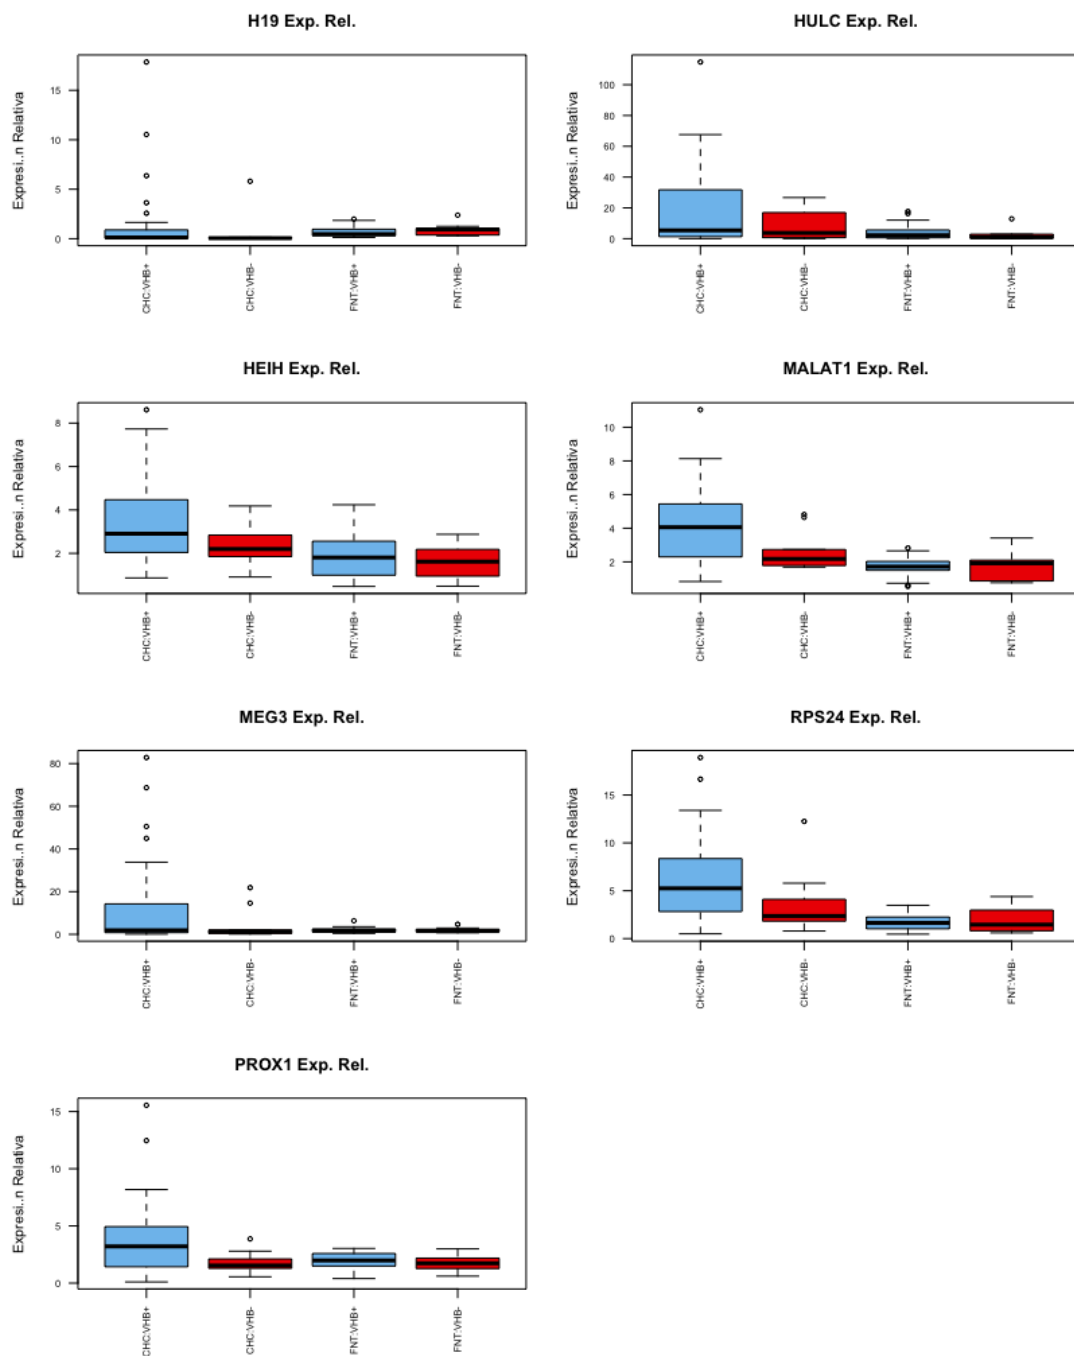 H19 Exp. Rel.
Expresi..n Relativa
15
10
5
0
CHC:VHB+
CHC:VHB-
FNT:VHB+
FNT:VHB-
HULC Exp. Rel.
Expresi..n Relativa
100
80
60
40
20
0
CHC:VHB+
CHC:VHB-
FNT:VHB+
FNT:VHB-
HEIH Exp. Rel.
Expresi..n Relativa
8
6
4
2
CHC:VHB+
CHC:VHB-
FNT:VHB+
FNT:VHB-
MALAT1 Exp. Rel.
Expresi..n Relativa
10
8
6
4
2
CHC:VHB+
CHC:VHB-
FNT:VHB+
FNT:VHB-
MEG3 Exp. Rel.
Expresi..n Relativa
80
60
40
20
0
CHC:VHB+
CHC:VHB-
FNT:VHB+
FNT:VHB-
RPS24 Exp. Rel.
Expresi..n Relativa
15
10
5
0
CHC:VHB+
CHC:VHB-
FNT:VHB+
FNT:VHB-
PROX1 Exp. Rel.
Expresi..n Relativa
15
10
5
0
CHC:VHB+
CHC:VHB-
FNT:VHB+
FNT:VHB-